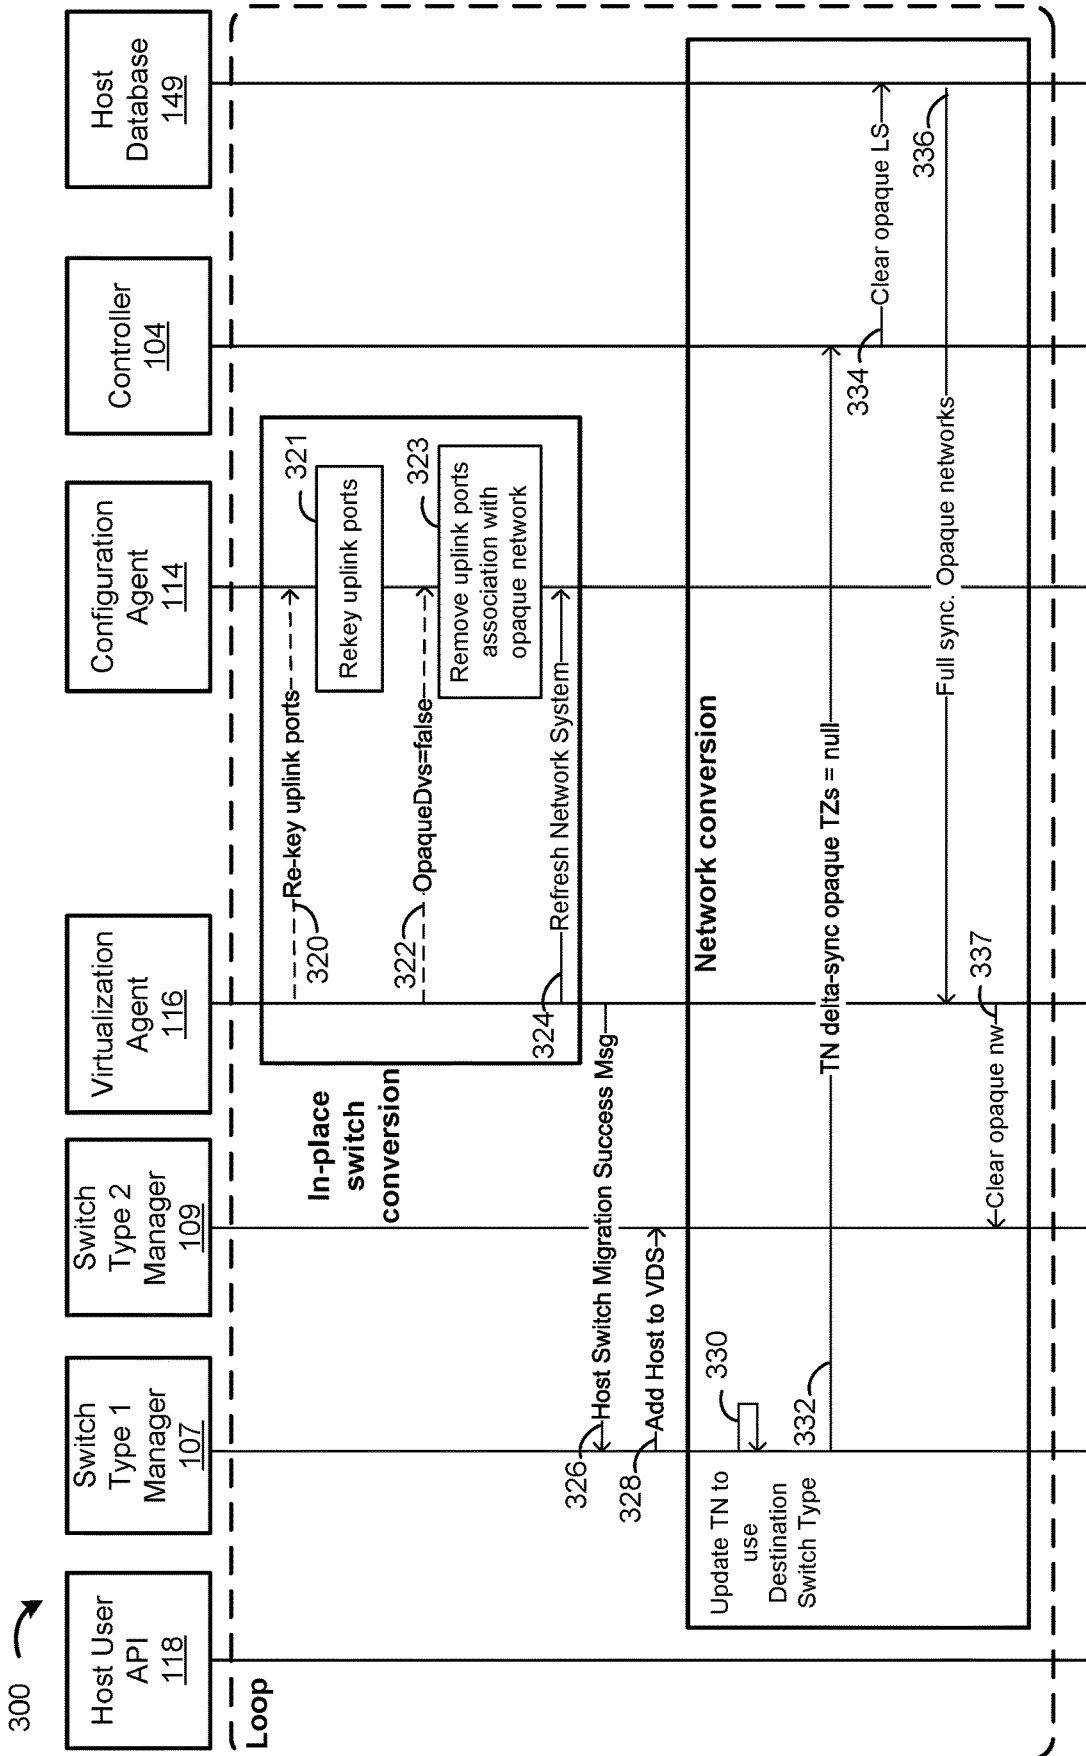 300
Host User
API
118
Switch
Type 1
Manager
107
Switch
Type 2
Manager
109
Virtualization
Agent
116
Configuration
Agent
114
Controller
104
Host
Database
149
Loop
In-place
switch
conversion
Re-key uplink ports
320
Rekey uplink ports
321
OpaqueDvs=false
322
Remove uplink ports
association with
opaque network
323
Refresh Network System
324
Host Switch Migration Success Msg
326
Add Host to VDS
328
Network conversion
Update TN to
use
Destination
Switch Type
330
TN delta-sync opaque TZs = null
332
Clear opaque LS
334
Full sync. Opaque networks
336
Clear opaque nw
337